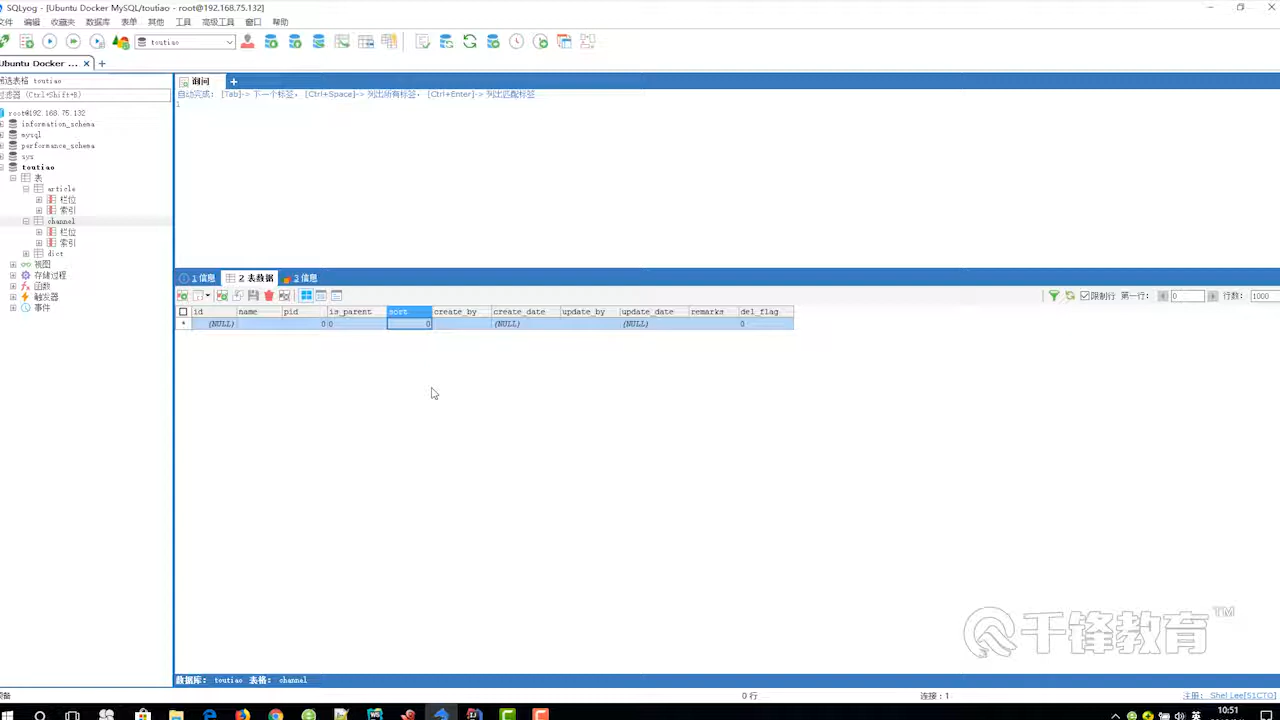 SQLyog - [Ubuntu Docker MySQL/toutiao - root@192.168.75.132]
文件 编辑 收藏夹 数据库 表单 其他 工具 高级工具 窗口 帮助
toutiao
Ubuntu Docker ...
筛选表格 toutiao
过滤器 (Ctrl+Shift+B)
询问
自动完成: [Tab]-> 下一个标签, [Ctrl+Space]-> 列出所有标签, [Ctrl+Enter]-> 列出匹配标签
1
root@192.168.75.132
information_schema
mysql
performance_schema
sys
toutiao
表
article
栏位
索引
channel
栏位
索引
dict
视图
存储过程
函数
触发器
事件
1 信息 2 表数据 3 信息
限制行 第一行: 0 行数: 1000
id name pid is_parent sort create_by create_date update_by update_date remarks del_flag
* (NULL) 0 0 0 (NULL) (NULL) 0
千锋教育 TM
数据库: toutiao 表格: channel
0 行 连接: 1 注册: Shel Lee[51CTO]
英 10:51